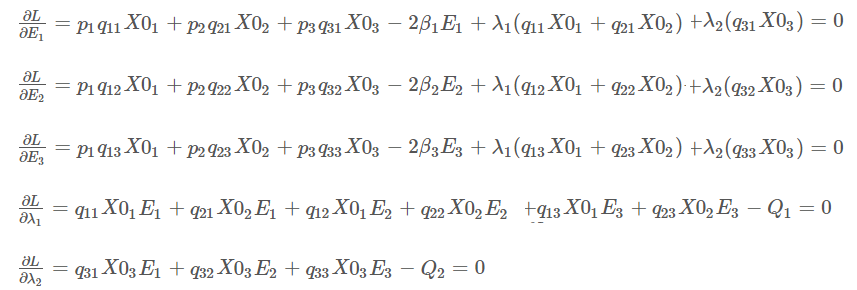 ∂L/∂E₁ = p₁q₁₁X0₁ + p₂q₂₁X0₂ + p₃q₃₁X0₃ − 2β₁E₁ + λ₁(q₁₁X0₁ + q₂₁X0₂) +λ₂(q₃₁X0₃) = 0
∂L/∂E₂ = p₁q₁₂X0₁ + p₂q₂₂X0₂ + p₃q₃₂X0₃ − 2β₂E₂ + λ₁(q₁₂X0₁ + q₂₂X0₂) +λ₂(q₃₂X0₃) = 0
∂L/∂E₃ = p₁q₁₃X0₁ + p₂q₂₃X0₂ + p₃q₃₃X0₃ − 2β₃E₃ + λ₁(q₁₃X0₁ + q₂₃X0₂) +λ₂(q₃₃X0₃) = 0
∂L/∂λ₁ = q₁₁X0₁E₁ + q₂₁X0₂E₁ + q₁₂X0₁E₂ + q₂₂X0₂E₂ +q₁₃X0₁E₃ + q₂₃X0₂E₃ − Q₁ = 0
∂L/∂λ₂ = q₃₁X0₃E₁ + q₃₂X0₃E₂ + q₃₃X0₃E₃ − Q₂ = 0